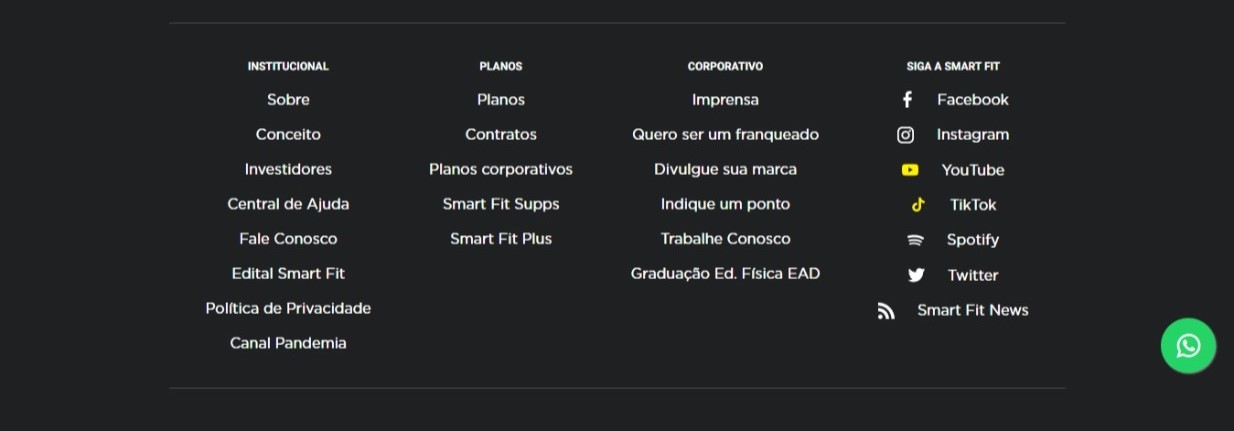 INSTITUCIONAL
Sobre
Conceito
Investidores
Central de Ajuda
Fale Conosco
Edital Smart Fit
Política de Privacidade
Canal Pandemia
PLANOS
Planos
Contratos
Planos corporativos
Smart Fit Supps
Smart Fit Plus
CORPORATIVO
Imprensa
Quero ser um franqueado
Divulgue sua marca
Indique um ponto
Trabalhe Conosco
Graduação Ed. Física EAD
SIGA A SMART FIT
Facebook
Instagram
YouTube
TikTok
Spotify
Twitter
Smart Fit News